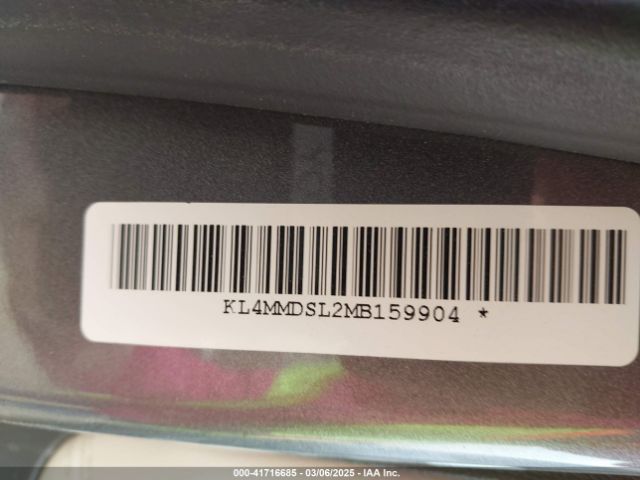 KL4MMDSL2MB159904 *
000-41716685 - 03/06/2025 - IAA Inc.